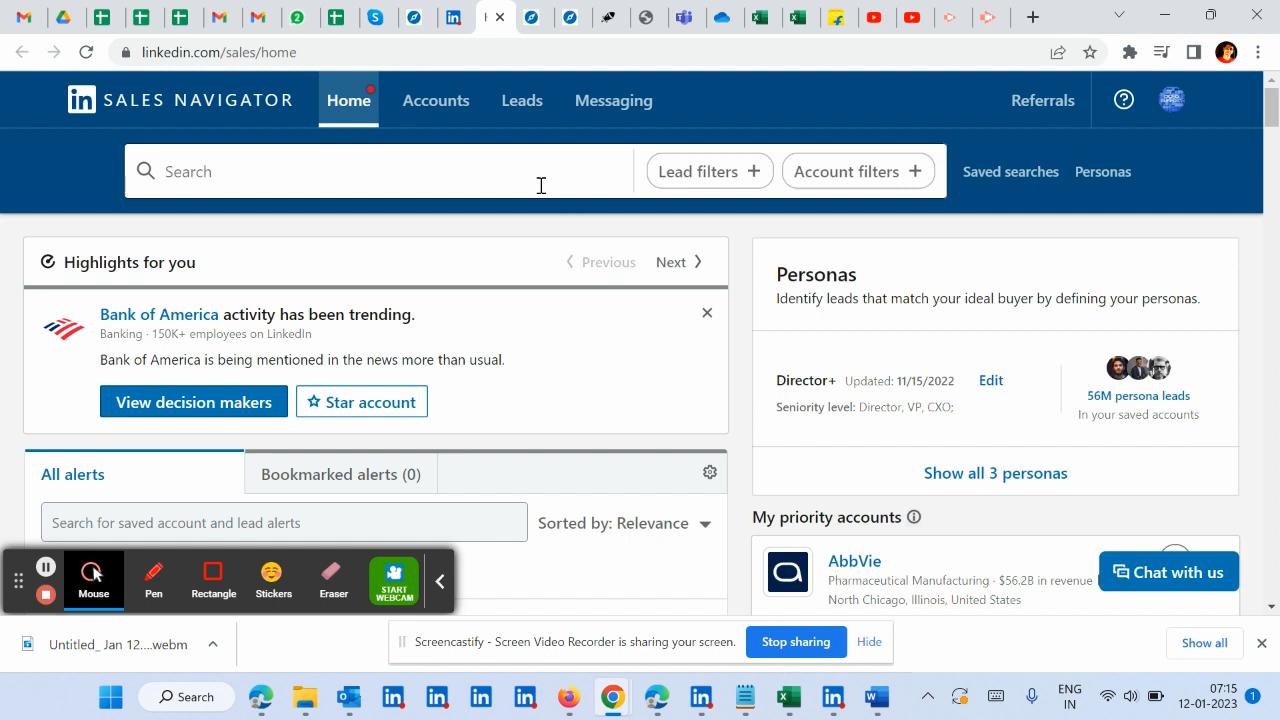 linkedin.com/sales/home
in SALES NAVIGATOR
Home
Accounts
Leads
Messaging
Referrals
Search
Lead filters +
Account filters +
Saved searches
Personas
Highlights for you
Previous
Next
Bank of America activity has been trending.
Banking · 150K+ employees on LinkedIn
Bank of America is being mentioned in the news more than usual.
View decision makers
Star account
Personas
Identify leads that match your ideal buyer by defining your personas.
Director+ Updated: 11/15/2022 Edit
Seniority level: Director, VP, CXO;
56M persona leads
In your saved accounts
Show all 3 personas
All alerts
Bookmarked alerts (0)
Search for saved account and lead alerts
Sorted by: Relevance
My priority accounts
AbbVie
Pharmaceutical Manufacturing · $56.2B in revenue
North Chicago, Illinois, United States
Chat with us
Mouse
Pen
Rectangle
Stickers
Eraser
START
WEBCAM
Untitled_ Jan 12....webm
Screencastify - Screen Video Recorder is sharing your screen.
Stop sharing
Hide
Show all
Search
ENG
IN
07:15
12-01-2023
1